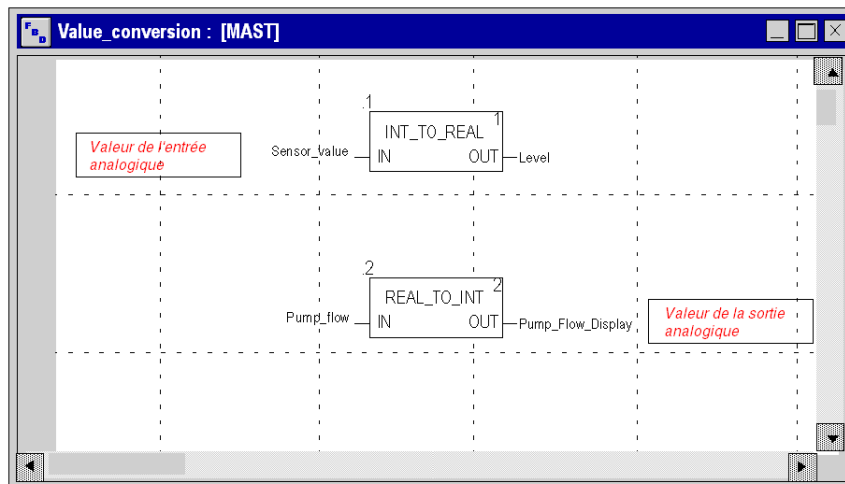 FBD
Value_conversion : [MAST]
.1
1
INT_TO_REAL
Valeur de l'entrée
analogique
Sensor_value
IN
OUT
Level
.2
2
REAL_TO_INT
Pump_flow
IN
OUT
Pump_Flow_Display
Valeur de la sortie
analogique